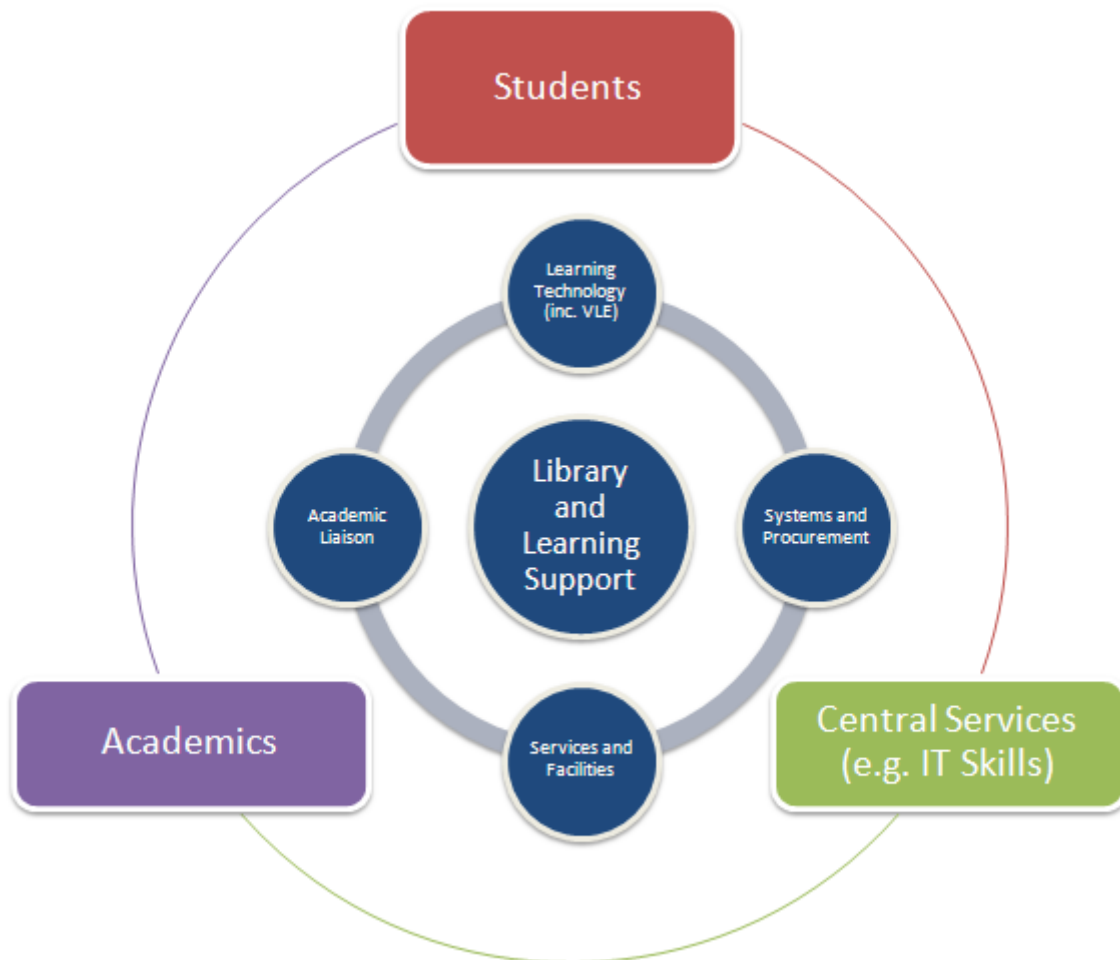 Students
Learning
Technology
(inc. VLE)
Library
and
Learning
Support
Academic
Liaison
Systems and
Procurement
Services and
Facilities
Academics
Central Services
(e.g. IT Skills)